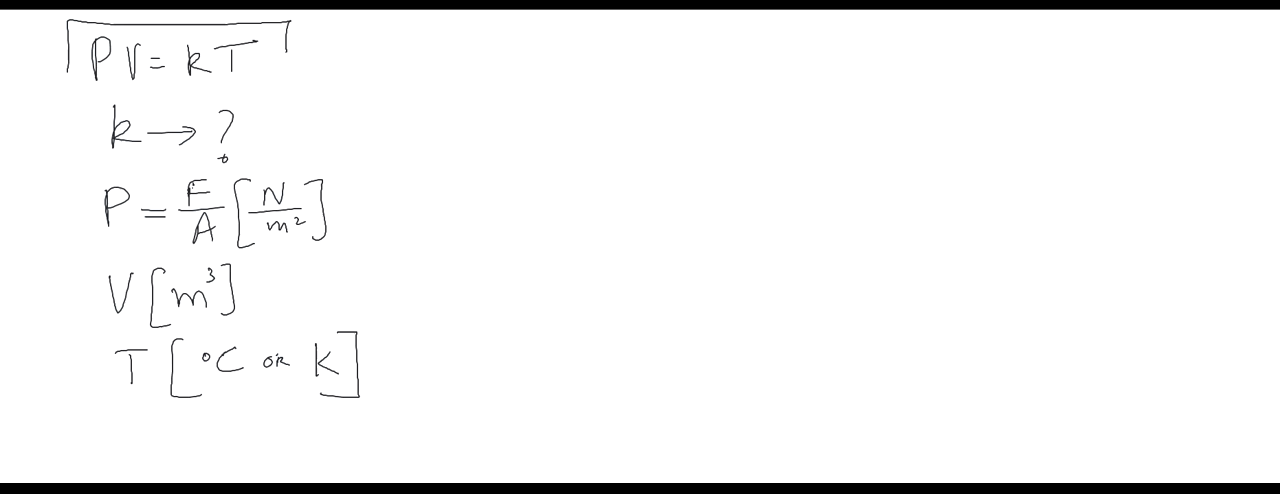 PV = kT
k → ?
P = F/A [N/m²]
V [m³]
T [°C OR K]